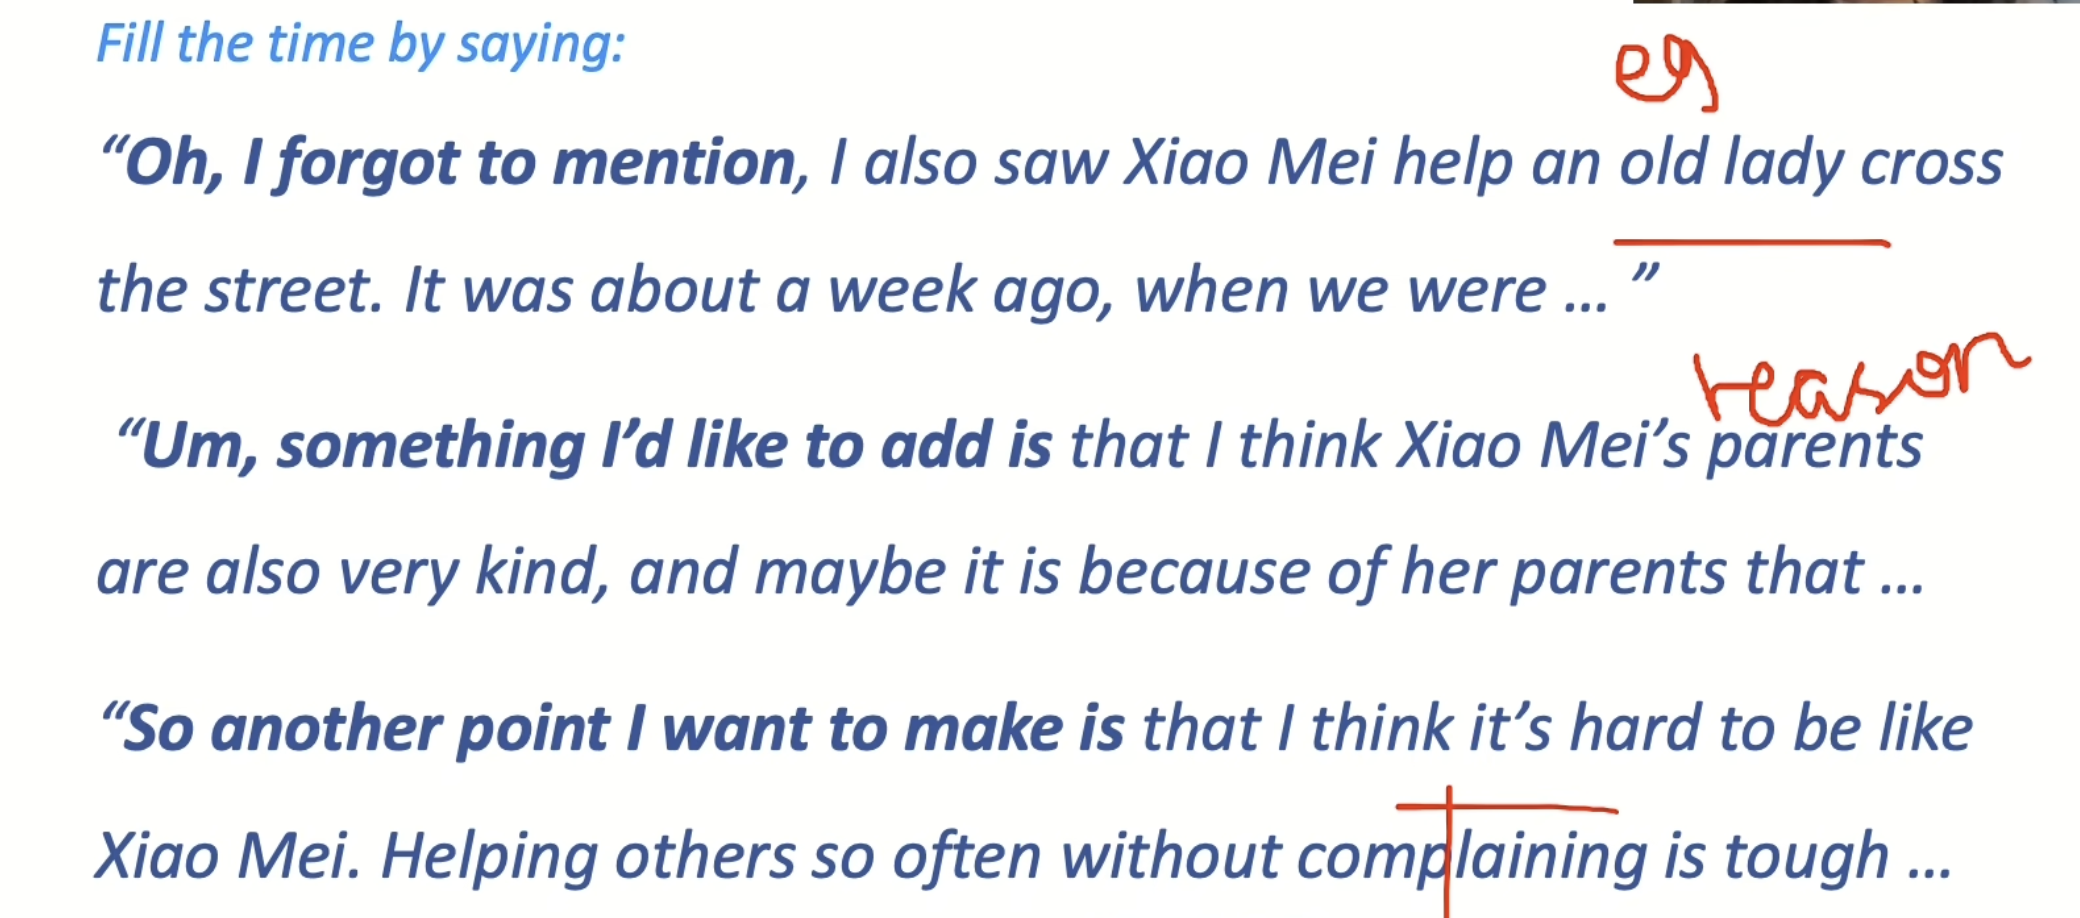 Fill the time by saying:
eg
“Oh, I forgot to mention, I also saw Xiao Mei help an old lady cross
the street. It was about a week ago, when we were ... ”
reason
“Um, something I’d like to add is that I think Xiao Mei’s parents
are also very kind, and maybe it is because of her parents that ...
“So another point I want to make is that I think it’s hard to be like
Xiao Mei. Helping others so often without complaining is tough ...